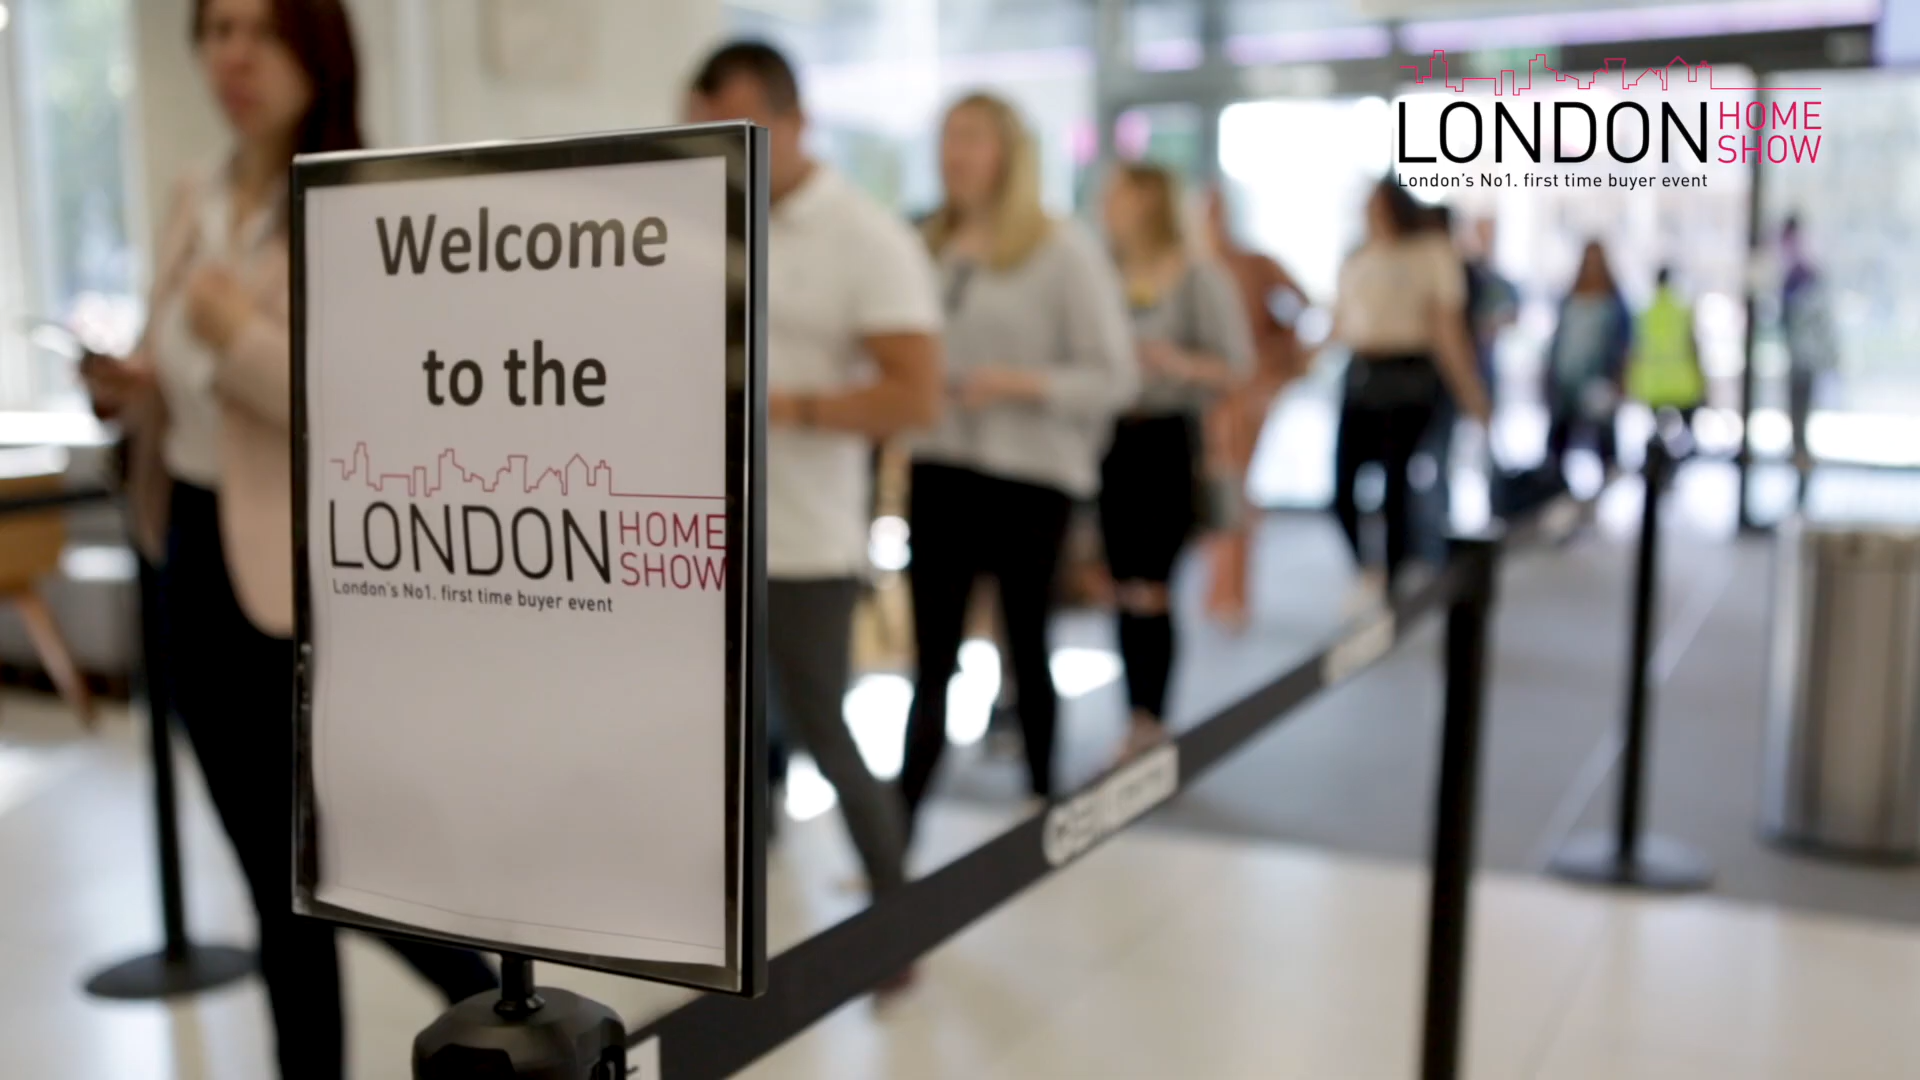 Welcome
to the
LONDON HOME
SHOW
London's No1. first time buyer event
LONDON HOME
SHOW
London's No1. first time buyer event